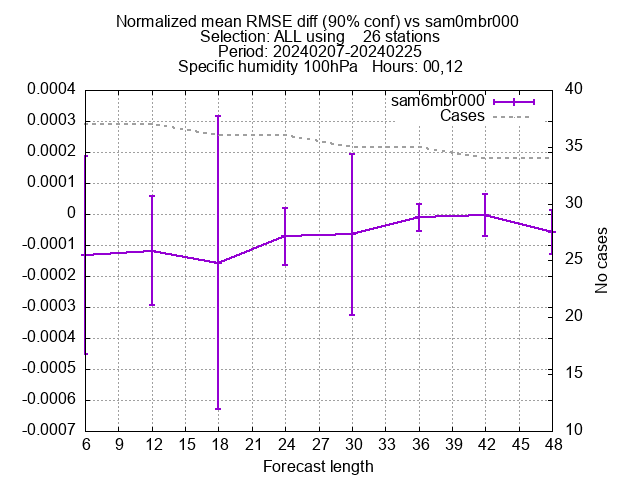 Normalized mean RMSE diff (90% conf) vs sam0mbr000
Selection: ALL using    26 stations
Period: 20240207-20240225
Specific humidity 100hPa   Hours: 00,12
sam6mbr000
Cases
0.0004
0.0003
0.0002
0.0001
0
-0.0001
-0.0002
-0.0003
-0.0004
-0.0005
-0.0006
-0.0007
40
35
30
25
20
15
10
No cases
6 9 12 15 18 21 24 27 30 33 36 39 42 45 48
Forecast length